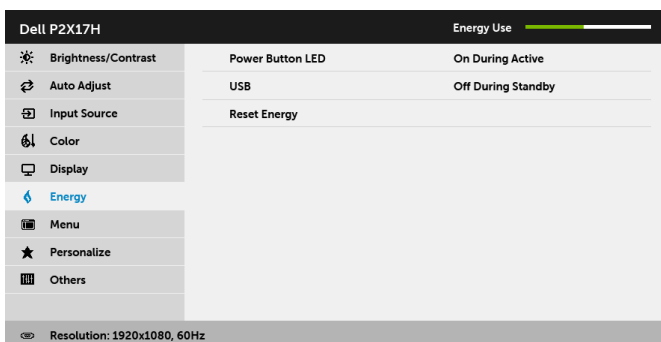 Dell P2X17H Energy Use
Brightness/Contrast Power Button LED On During Active
Auto Adjust USB Off During Standby
Input Source Reset Energy
Color
Display
Energy
Menu
Personalize
Others
Resolution: 1920x1080, 60Hz